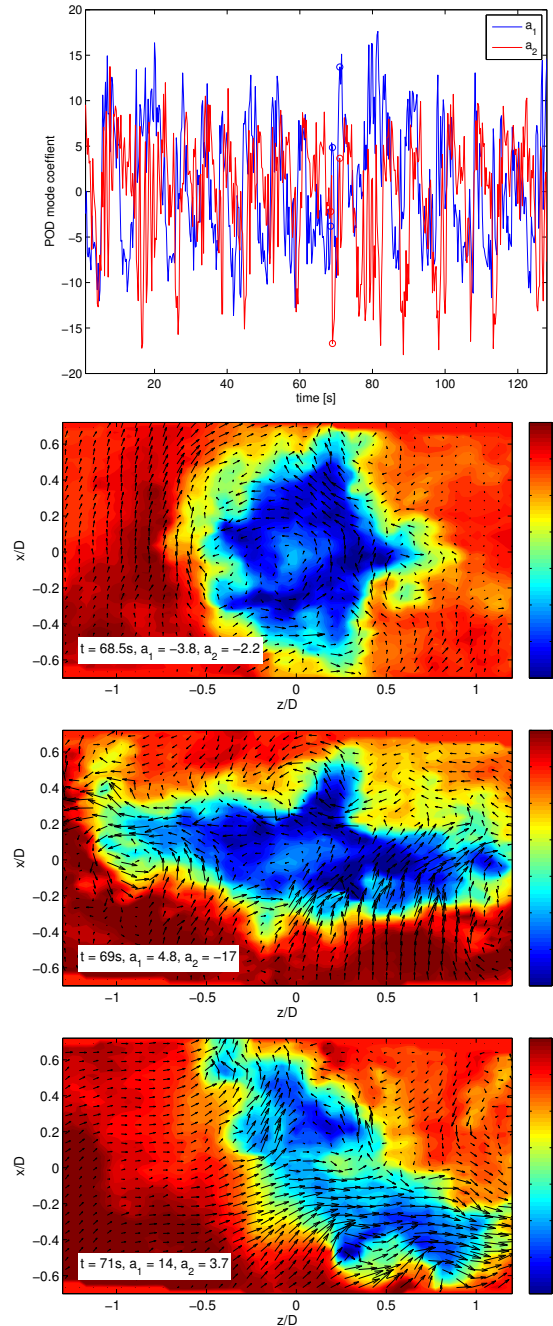 20
15
10
5
0
−5
−10
−15
−20
POD mode coeffient
20 40 60 80 100 120
time [s]
a1
a2
0.6
0.4
0.2
0
−0.2
−0.4
−0.6
x/D
t = 68.5s, a1 = −3.8, a2 = −2.2
−1 −0.5 0 0.5 1
z/D
0.6
0.4
0.2
0
−0.2
−0.4
−0.6
x/D
t = 69s, a1 = 4.8, a2 = −17
−1 −0.5 0 0.5 1
z/D
0.6
0.4
0.2
0
−0.2
−0.4
−0.6
x/D
t = 71s, a1 = 14, a2 = 3.7
−1 −0.5 0 0.5 1
z/D